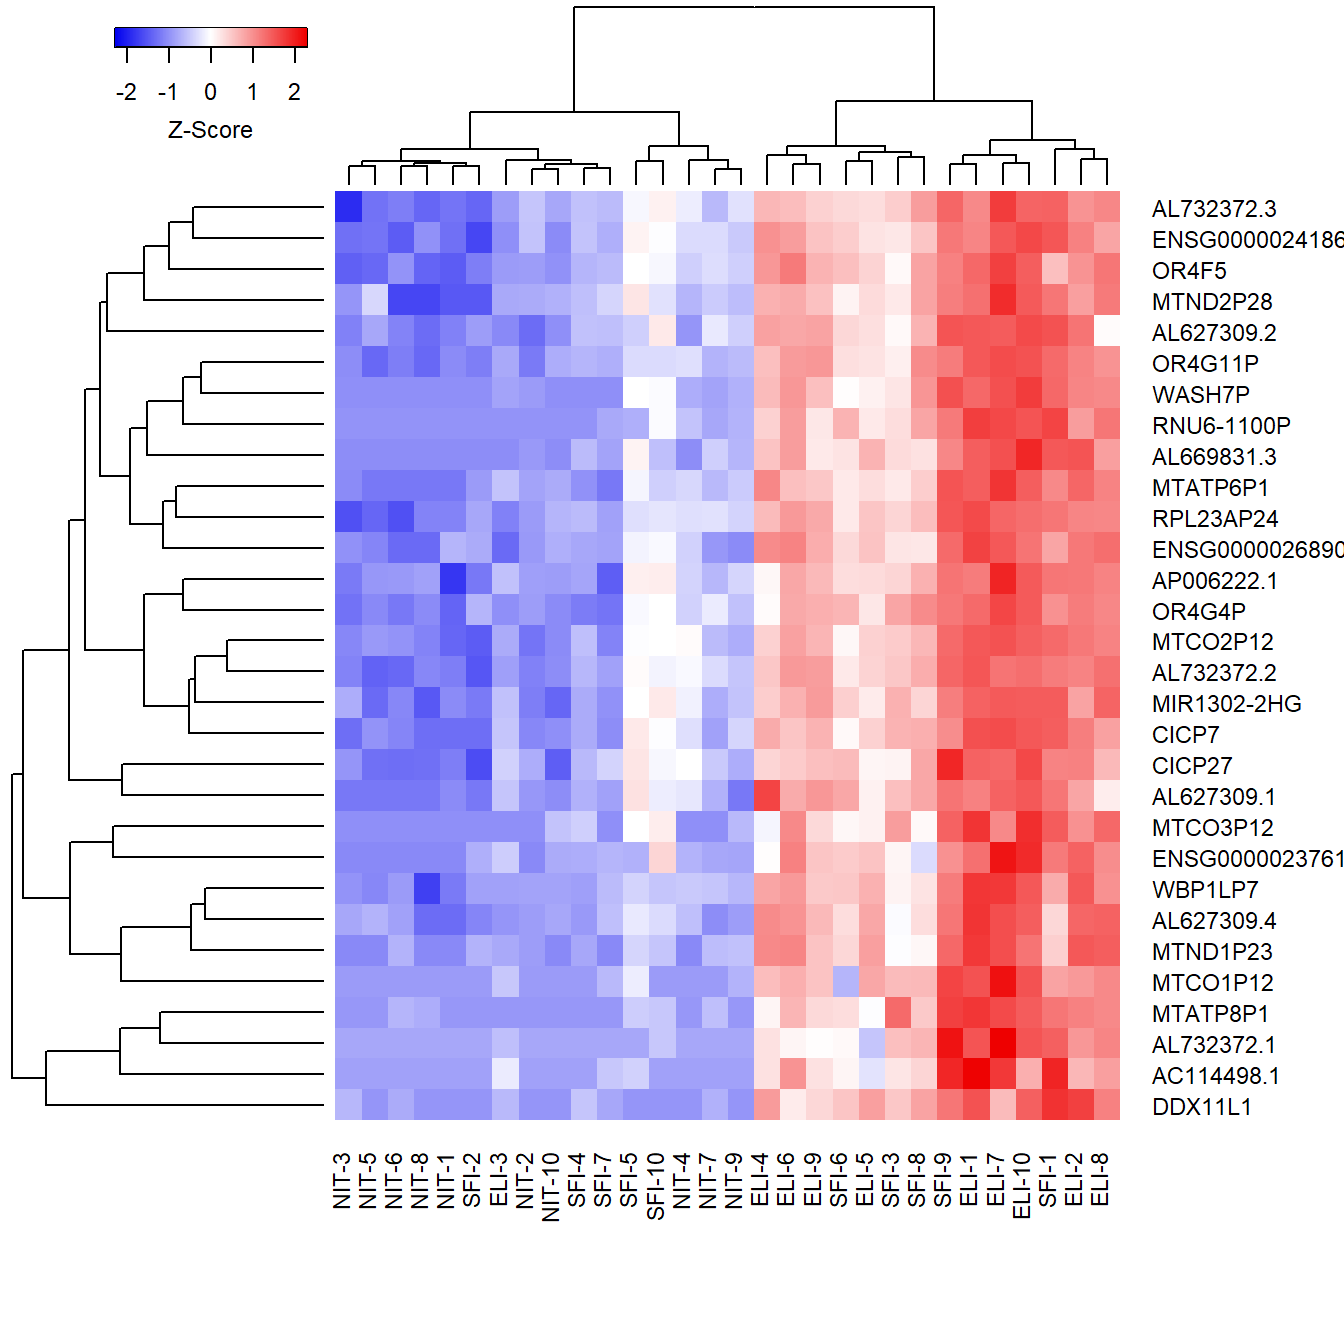 -2 -1 0 1 2
Z-Score
AL732372.3
ENSG0000024186
OR4F5
MTND2P28
AL627309.2
OR4G11P
WASH7P
RNU6-1100P
AL669831.3
MTATP6P1
RPL23AP24
ENSG0000026890
AP006222.1
OR4G4P
MTCO2P12
AL732372.2
MIR1302-2HG
CICP7
CICP27
AL627309.1
MTCO3P12
ENSG0000023761
WBP1LP7
AL627309.4
MTND1P23
MTCO1P12
MTATP8P1
AL732372.1
AC114498.1
DDX11L1
NIT-3
NIT-5
NIT-6
NIT-8
NIT-1
SFI-2
ELI-3
NIT-2
NIT-10
SFI-4
SFI-7
SFI-5
SFI-10
NIT-4
NIT-7
NIT-9
ELI-4
ELI-6
ELI-9
SFI-6
ELI-5
SFI-3
SFI-8
SFI-9
ELI-1
ELI-7
ELI-10
SFI-1
ELI-2
ELI-8